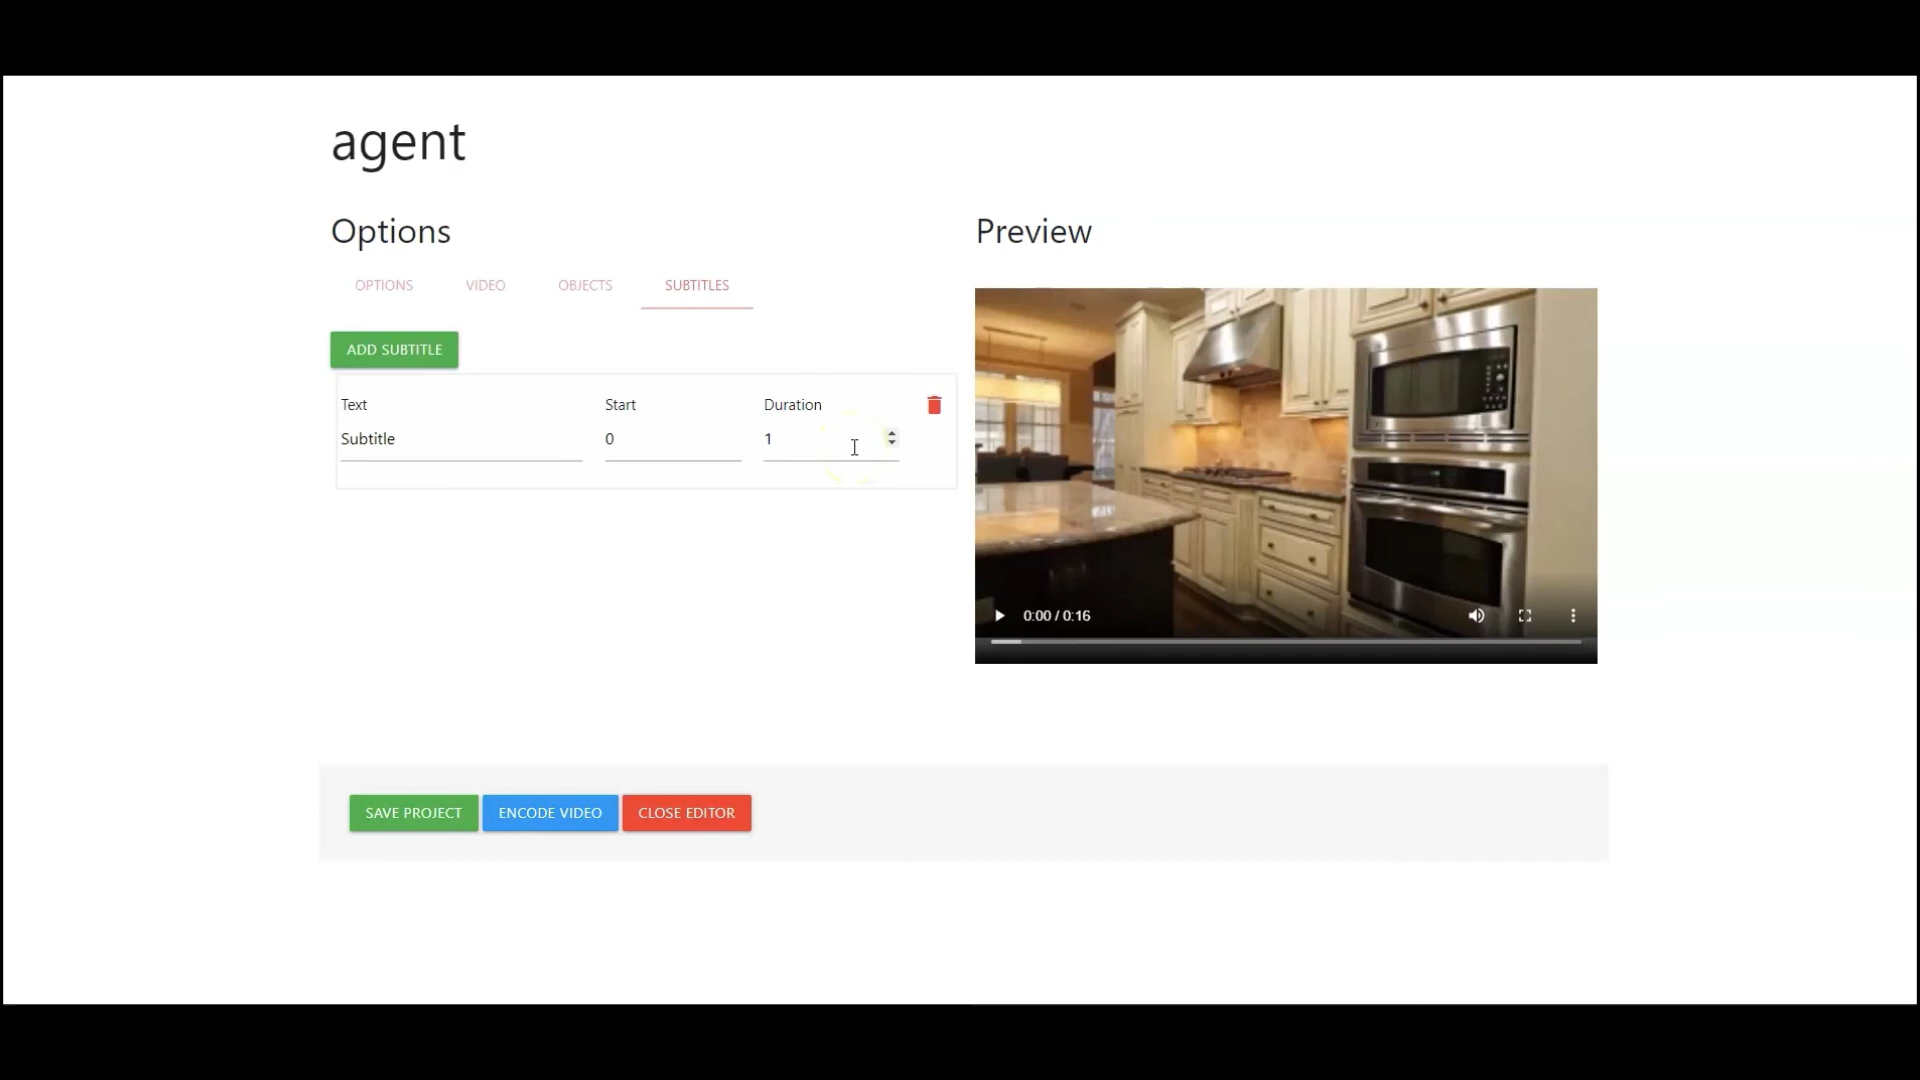 agent
Options
Preview
OPTIONS VIDEO OBJECTS SUBTITLES
ADD SUBTITLE
Text Start Duration
Subtitle 0 1
0:00 / 0:16
SAVE PROJECT ENCODE VIDEO CLOSE EDITOR